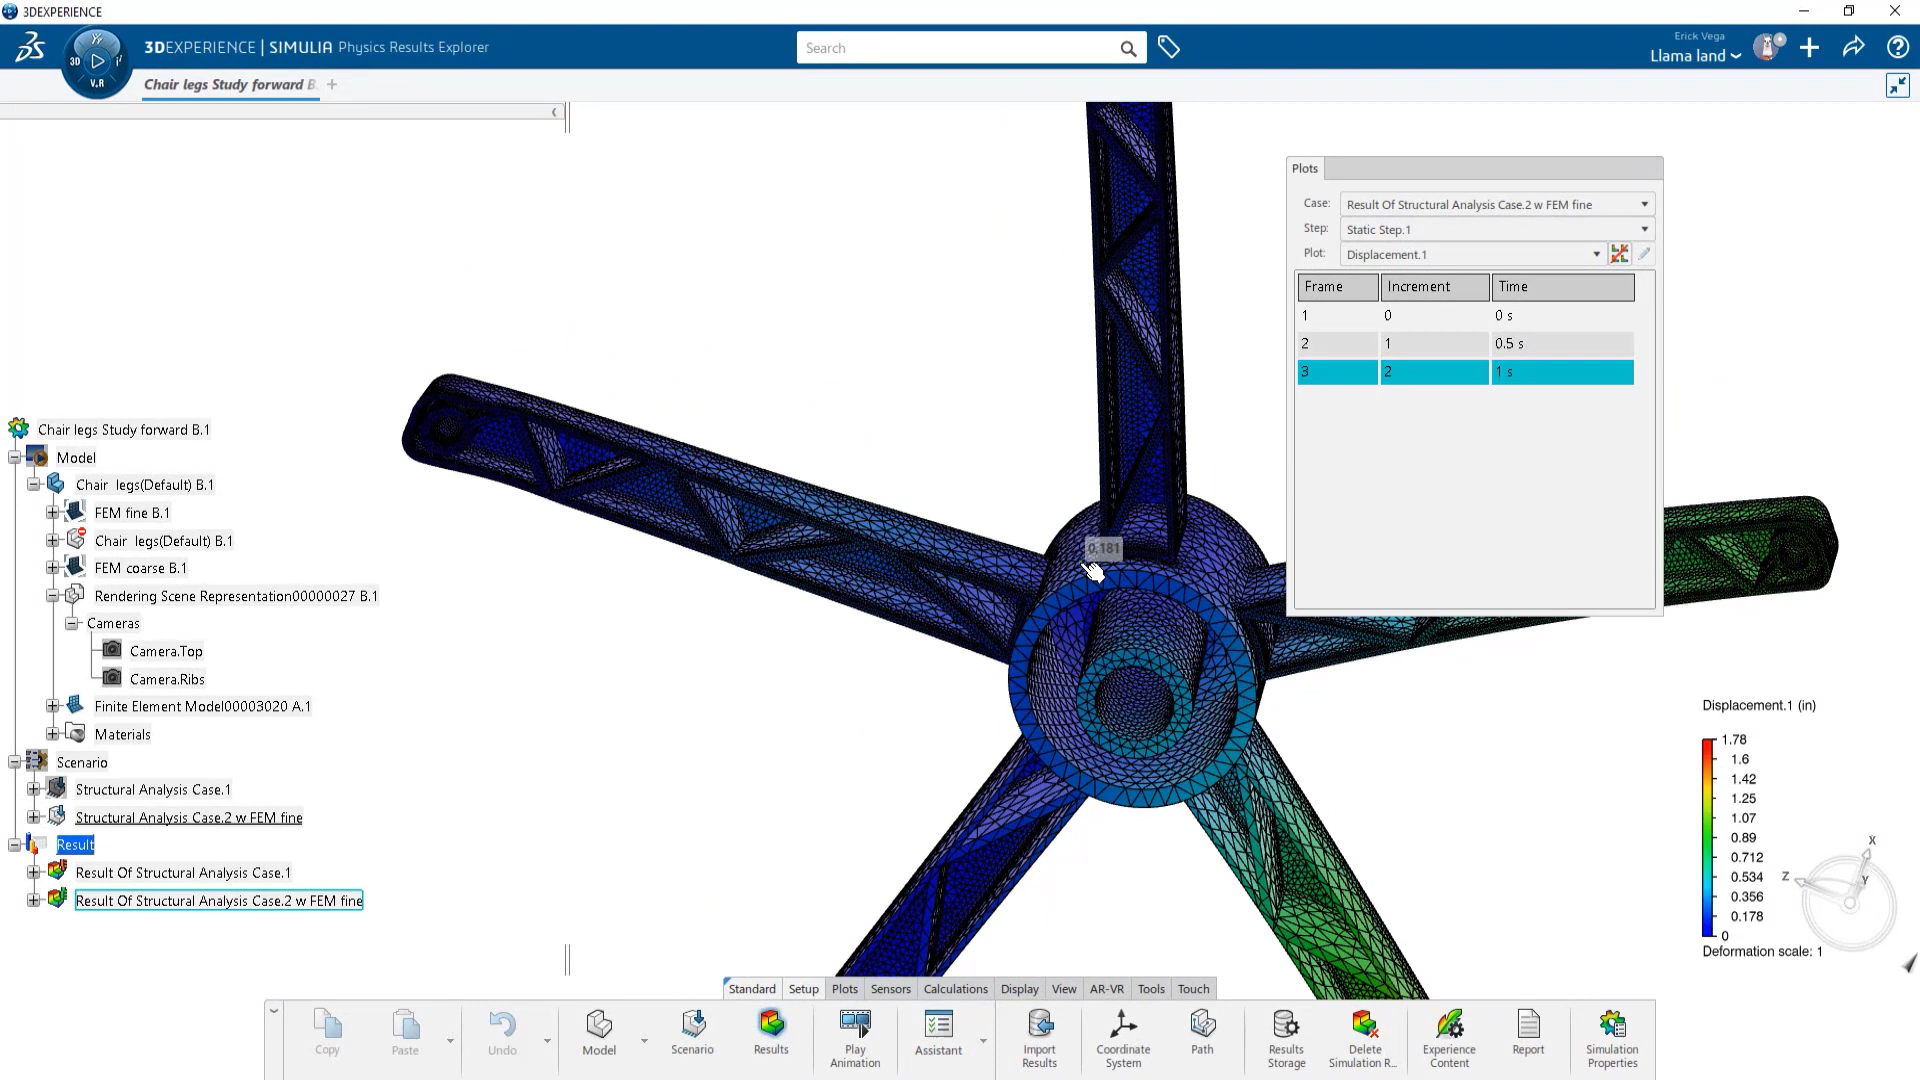 3DEXPERIENCE
3DEXPERIENCE | SIMULIA Physics Results Explorer
Search
Erick Vega
Llama land
3D
V.R
Chair legs Study forward B
Plots
Case: Result Of Structural Analysis Case.2 w FEM fine
Step: Static Step.1
Plot: Displacement.1
Frame Increment Time
1 0 0 s
2 1 0.5 s
3 2 1 s
0.181
Chair legs Study forward B.1
Model
Chair legs(Default) B.1
FEM fine B.1
Chair legs(Default) B.1
FEM coarse B.1
Rendering Scene Representation00000027 B.1
Cameras
Camera.Top
Camera.Ribs
Finite Element Model00003020 A.1
Materials
Scenario
Structural Analysis Case.1
Structural Analysis Case.2 w FEM fine
Result
Result Of Structural Analysis Case.1
Result Of Structural Analysis Case.2 w FEM fine
Displacement.1 (in)
1.78
1.6
1.42
1.25
1.07
0.89
0.712
0.534
0.356
0.178
0
Deformation scale: 1
X
Y
Z
Standard Setup Plots Sensors Calculations Display View AR-VR Tools Touch
Copy
Paste
Undo
Model
Scenario
Results
Play Animation
Assistant
Import Results
Coordinate System
Path
Results Storage
Delete Simulation R...
Experience Content
Report
Simulation Properties